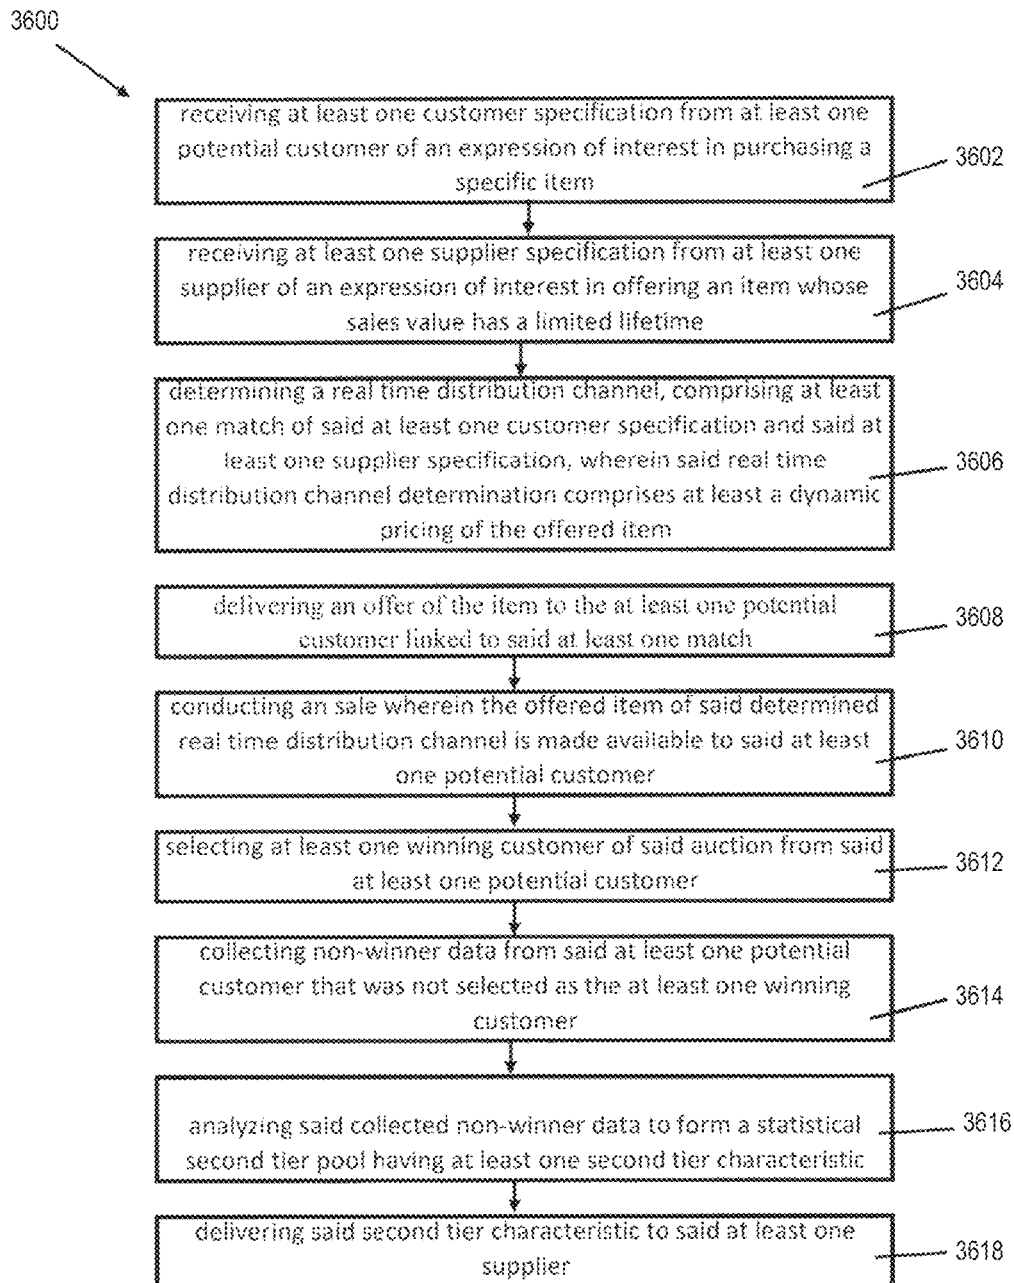 3600
receiving at least one customer specification from at least one
potential customer of an expression of interest in purchasing a
specific item
3602
receiving at least one supplier specification from at least one
supplier of an expression of interest in offering an item whose
sales value has a limited lifetime
3604
determining a real time distribution channel, comprising at least
one match of said at least one customer specification and said at
least one supplier specification, wherein said real time
distribution channel determination comprises at least a dynamic
pricing of the offered item
3606
delivering an offer of the item to the at least one potential
customer linked to said at least one match
3608
conducting an sale wherein the offered item of said determined
real time distribution channel is made available to said at least
one potential customer
3610
selecting at least one winning customer of said auction from said
at least one potential customer
3612
collecting non-winner data from said at least one potential
customer that was not selected as the at least one winning
customer
3614
analyzing said collected non-winner data to form a statistical
second tier pool having at least one second tier characteristic
3616
delivering said second tier characteristic to said at least one
supplier
3618